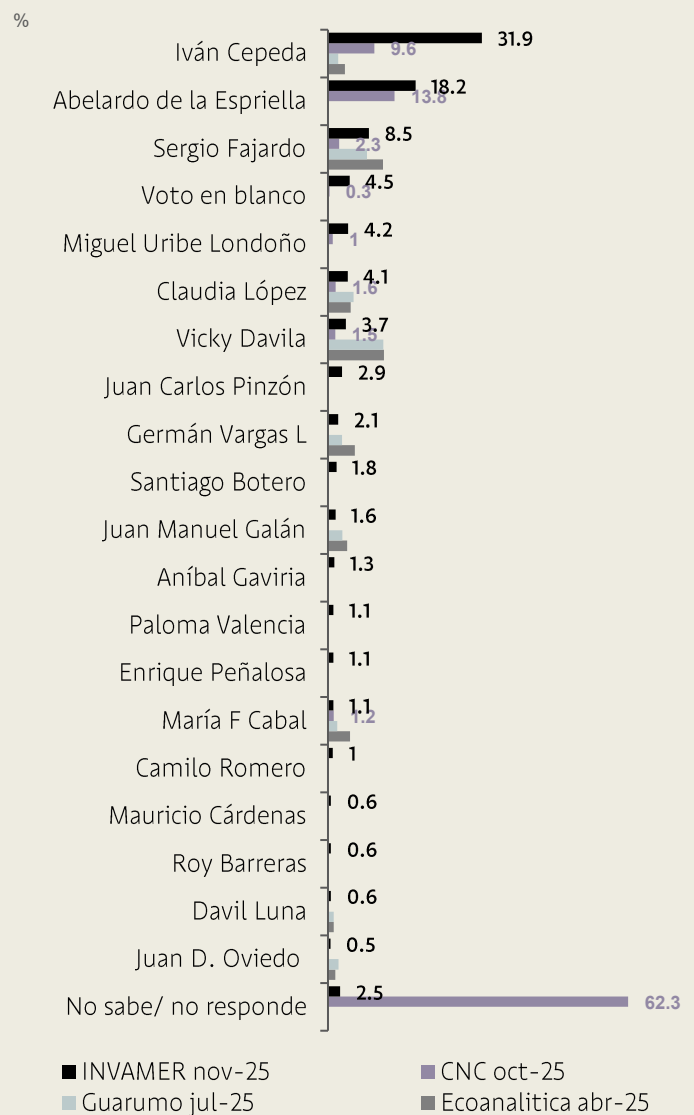 %
Iván Cepeda 31.9
9.6
Abelardo de la Espriella 18.2
13.8
Sergio Fajardo 8.5
2.3
Voto en blanco 4.5
0.3
Miguel Uribe Londoño 4.2
1
Claudia López 4.1
1.6
Vicky Davila 3.7
1.5
Juan Carlos Pinzón 2.9
Germán Vargas L 2.1
Santiago Botero 1.8
Juan Manuel Galán 1.6
Aníbal Gaviria 1.3
Paloma Valencia 1.1
Enrique Peñalosa 1.1
María F Cabal 1.1
1.2
Camilo Romero 1
Mauricio Cárdenas 0.6
Roy Barreras 0.6
Davil Luna 0.6
Juan D. Oviedo 0.5
No sabe/ no responde 2.5
62.3
INVAMER nov-25 CNC oct-25
Guarumo jul-25 Ecoanalitica abr-25